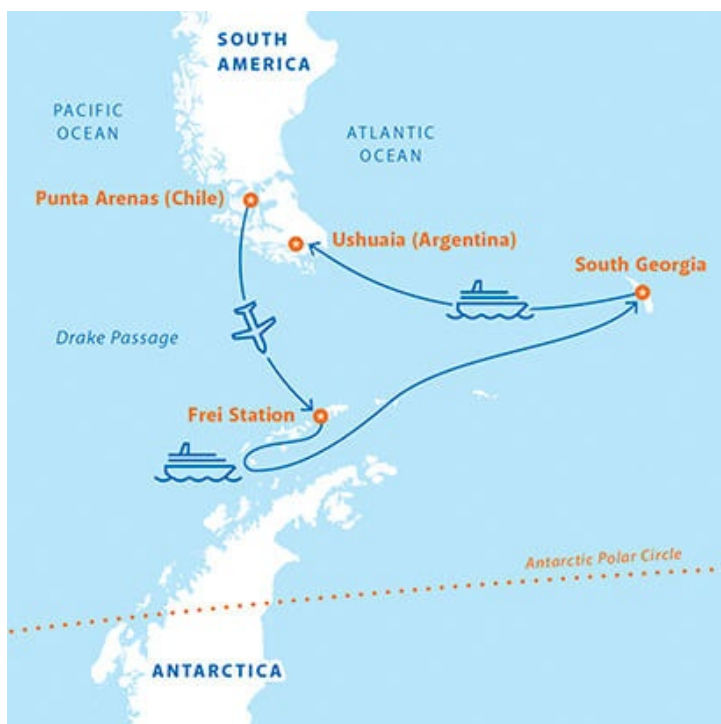 SOUTH
AMERICA
PACIFIC
OCEAN
ATLANTIC
OCEAN
Punta Arenas (Chile)
Ushuaia (Argentina)
South Georgia
Drake Passage
Frei Station
Antarctic Polar Circle
ANTARCTICA